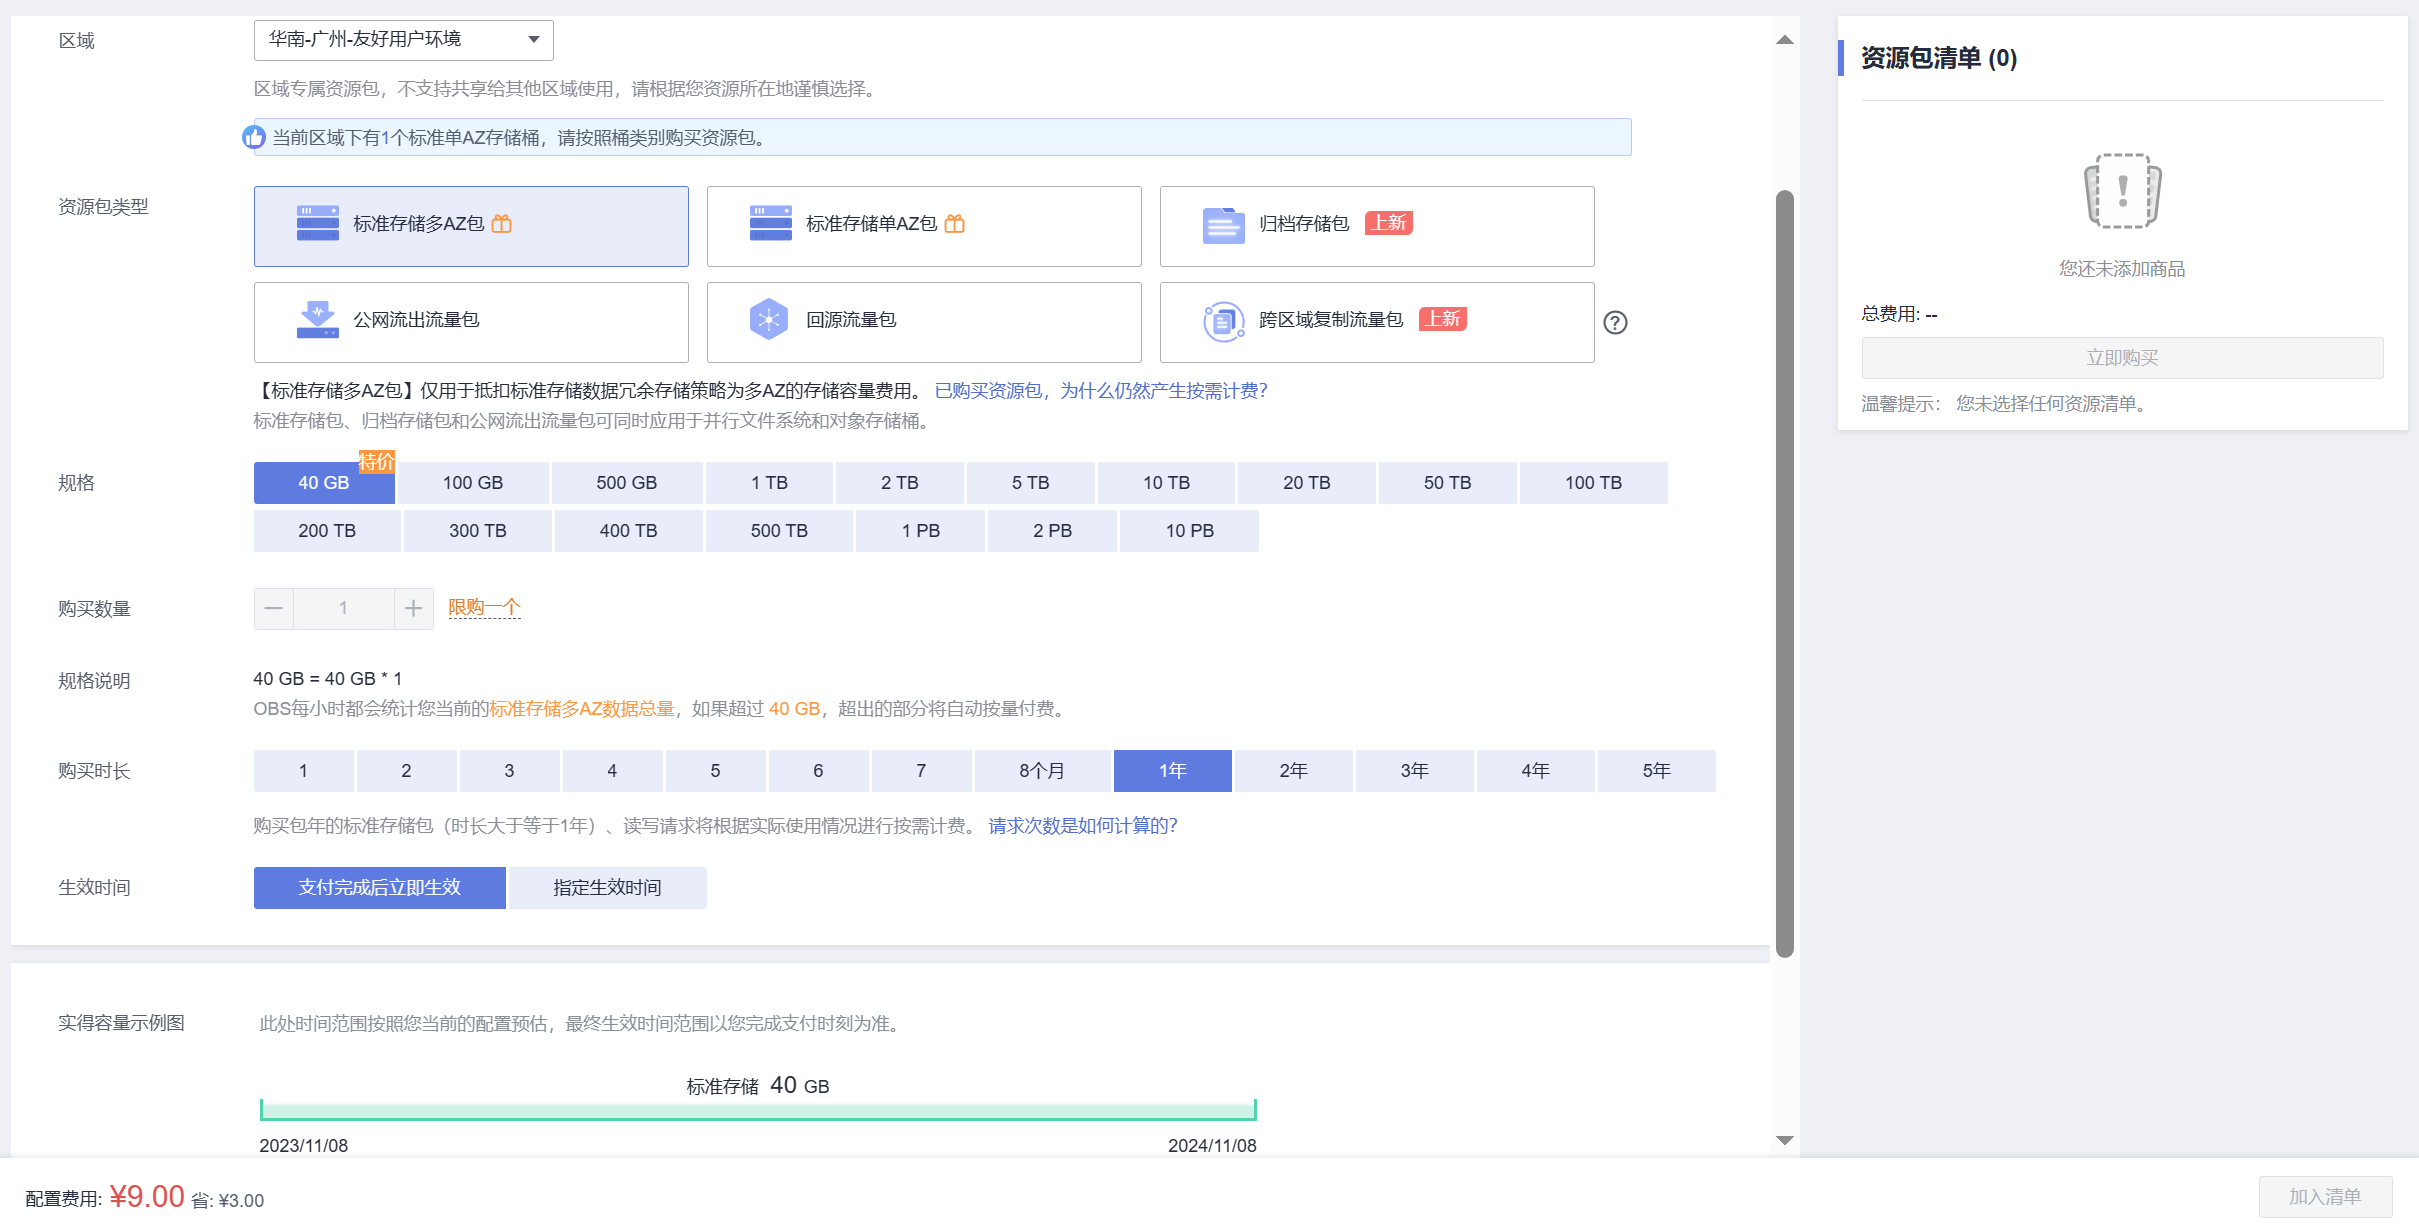 区域
华南-广州-友好用户环境
区域专属资源包，不支持共享给其他区域使用，请根据您资源所在地谨慎选择。
当前区域下有1个标准单AZ存储桶，请按照桶类别购买资源包。
资源包类型
标准存储多AZ包
标准存储单AZ包
归档存储包 上新
公网流出流量包
回源流量包
跨区域复制流量包 上新
?
【标准存储多AZ包】仅用于抵扣标准存储数据冗余存储策略为多AZ的存储容量费用。 已购买资源包，为什么仍然产生按需计费?
标准存储包、归档存储包和公网流出流量包可同时应用于并行文件系统和对象存储桶。
规格
特价
40 GB 100 GB 500 GB 1 TB 2 TB 5 TB 10 TB 20 TB 50 TB 100 TB
200 TB 300 TB 400 TB 500 TB 1 PB 2 PB 10 PB
购买数量
1
限购一个
规格说明
40 GB = 40 GB * 1
OBS每小时都会统计您当前的标准存储多AZ数据总量，如果超过 40 GB，超出的部分将自动按量付费。
购买时长
1 2 3 4 5 6 7 8个月 1年 2年 3年 4年 5年
购买包年的标准存储包（时长大于等于1年）、读写请求将根据实际使用情况进行按需计费。 请求次数是如何计算的?
生效时间
支付完成后立即生效 指定生效时间
实得容量示例图
此处时间范围按照您当前的配置预估，最终生效时间范围以您完成支付时刻为准。
标准存储 40 GB
2023/11/08 2024/11/08
配置费用: ¥9.00 省: ¥3.00
加入清单
资源包清单 (0)
您还未添加商品
总费用: --
立即购买
温馨提示： 您未选择任何资源清单。